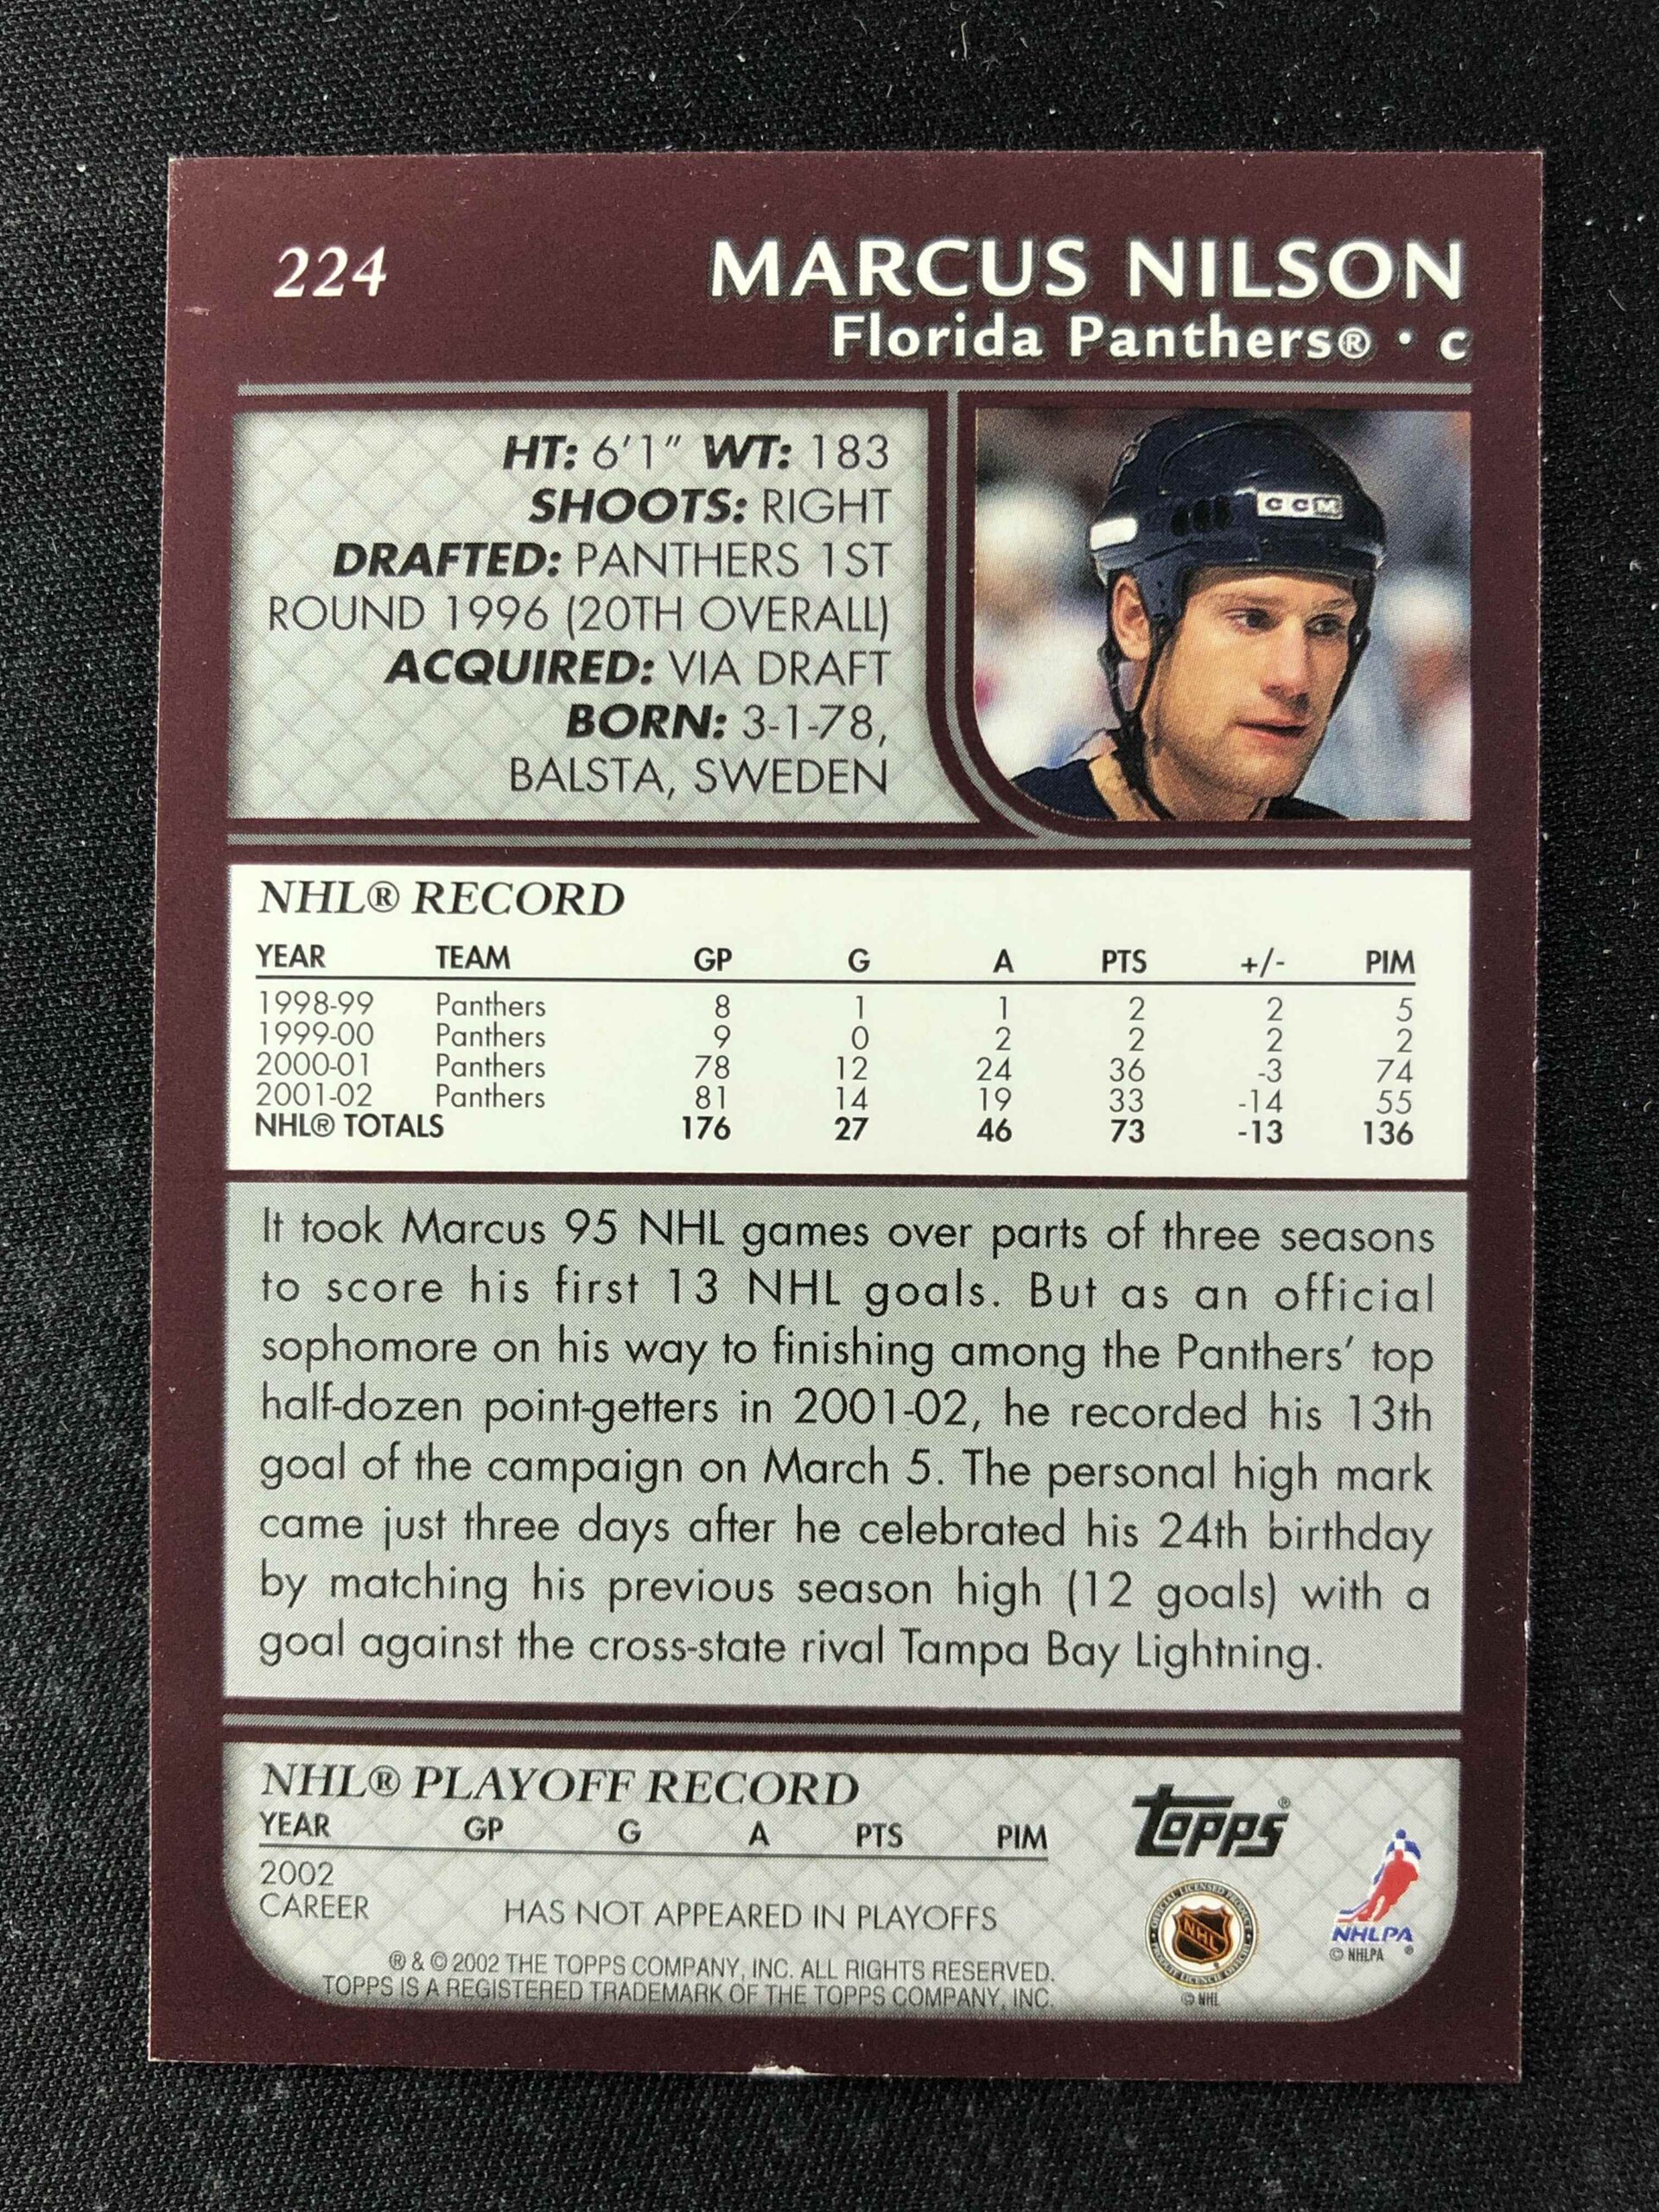 224
MARCUS NILSON
Florida Panthers® • C
HT: 6'1" WT: 183
SHOOTS: RIGHT
DRAFTED: PANTHERS 1ST
ROUND 1996 (20TH OVERALL)
ACQUIRED: VIA DRAFT
BORN: 3-1-78,
BALSTA, SWEDEN
CCM
NHL® RECORD
YEAR TEAM GP G A PTS +/- PIM
1998-99 Panthers 8 1 1 2 2 5
1999-00 Panthers 9 0 2 2 2 2
2000-01 Panthers 78 12 24 36 -3 74
2001-02 Panthers 81 14 19 33 -14 55
NHL® TOTALS 176 27 46 73 -13 136
It took Marcus 95 NHL games over parts of three seasons
to score his first 13 NHL goals. But as an official
sophomore on his way to finishing among the Panthers' top
half-dozen point-getters in 2001-02, he recorded his 13th
goal of the campaign on March 5. The personal high mark
came just three days after he celebrated his 24th birthday
by matching his previous season high (12 goals) with a
goal against the cross-state rival Tampa Bay Lightning.
NHL® PLAYOFF RECORD
YEAR GP G A PTS PIM
2002
CAREER HAS NOT APPEARED IN PLAYOFFS
® & © 2002 THE TOPPS COMPANY, INC. ALL RIGHTS RESERVED.
TOPPS IS A REGISTERED TRADEMARK OF THE TOPPS COMPANY, INC.
Topps®
OFFICIAL LICENSED PRODUCT
NHL
© NHL
NHLPA
© NHLPA ®